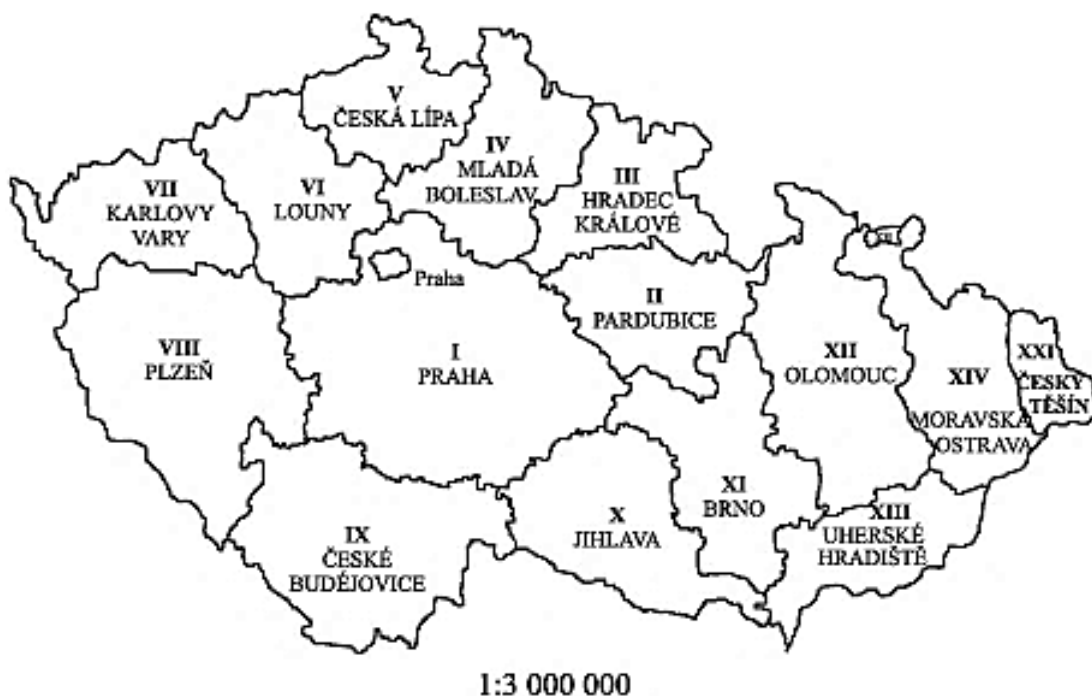 V
ČESKÁ LÍPA
IV
MLADÁ
BOLESLAV
III
HRADEC
KRÁLOVÉ
VII
KARLOVY
VARY
VI
LOUNY
Praha
II
PARDUBICE
VIII
PLZEŇ
I
PRAHA
XII
OLOMOUC
XIV
MORAVSKÁ
OSTRAVA
XXI
ČESKÝ
TĚŠÍN
IX
ČESKÉ
BUDĚJOVICE
X
JIHLAVA
XI
BRNO
XIII
UHERSKÉ
HRADIŠTĚ
1:3 000 000